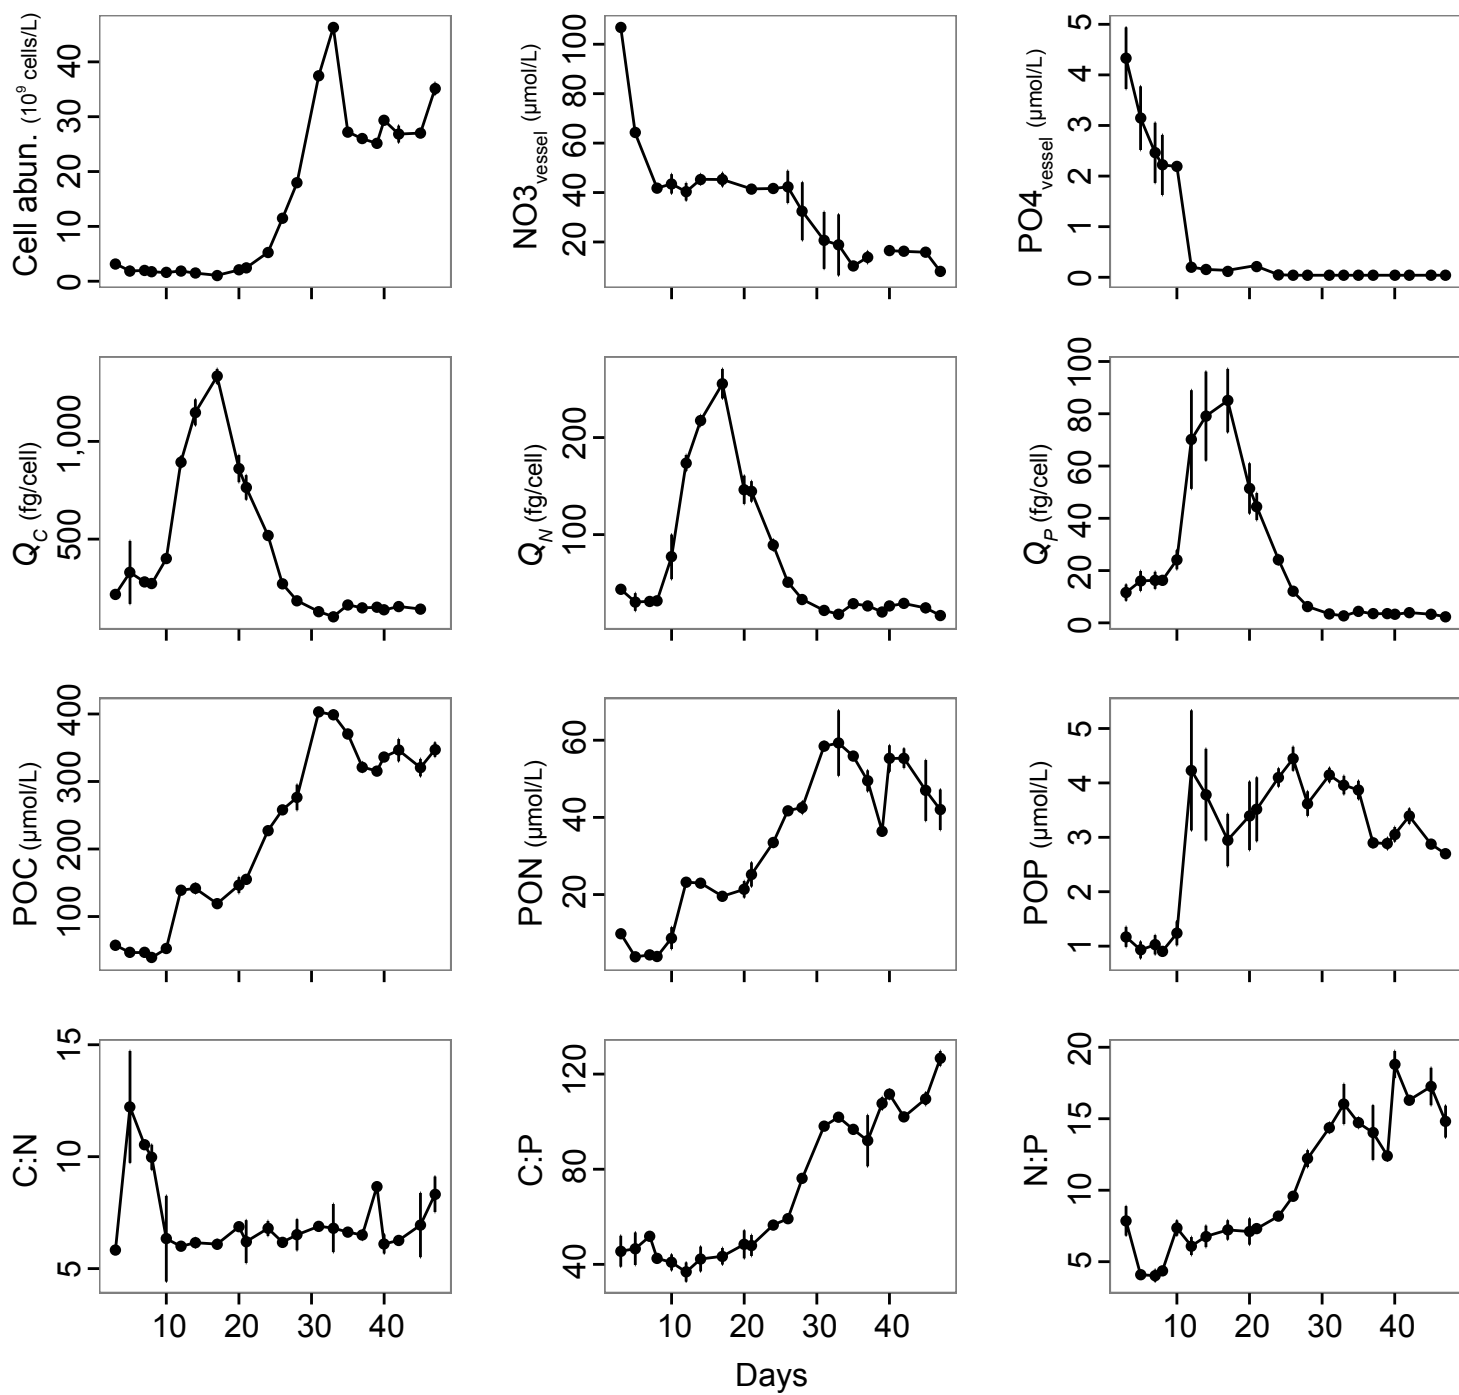 Cell abun. (10⁹ cells/L)
0 10 20 30 40
NO3vessel (µmol/L)
20 40 60 80 100
PO4vessel (µmol/L)
0 1 2 3 4 5
QC (fg/cell)
500 1,000
QN (fg/cell)
100 200
QP (fg/cell)
0 20 40 60 80 100
POC (µmol/L)
100 200 300 400
PON (µmol/L)
20 40 60
POP (µmol/L)
1 2 3 4 5
C:N
5 10 15
C:P
40 80 120
N:P
5 10 15 20
10 20 30 40
10 20 30 40
10 20 30 40
Days